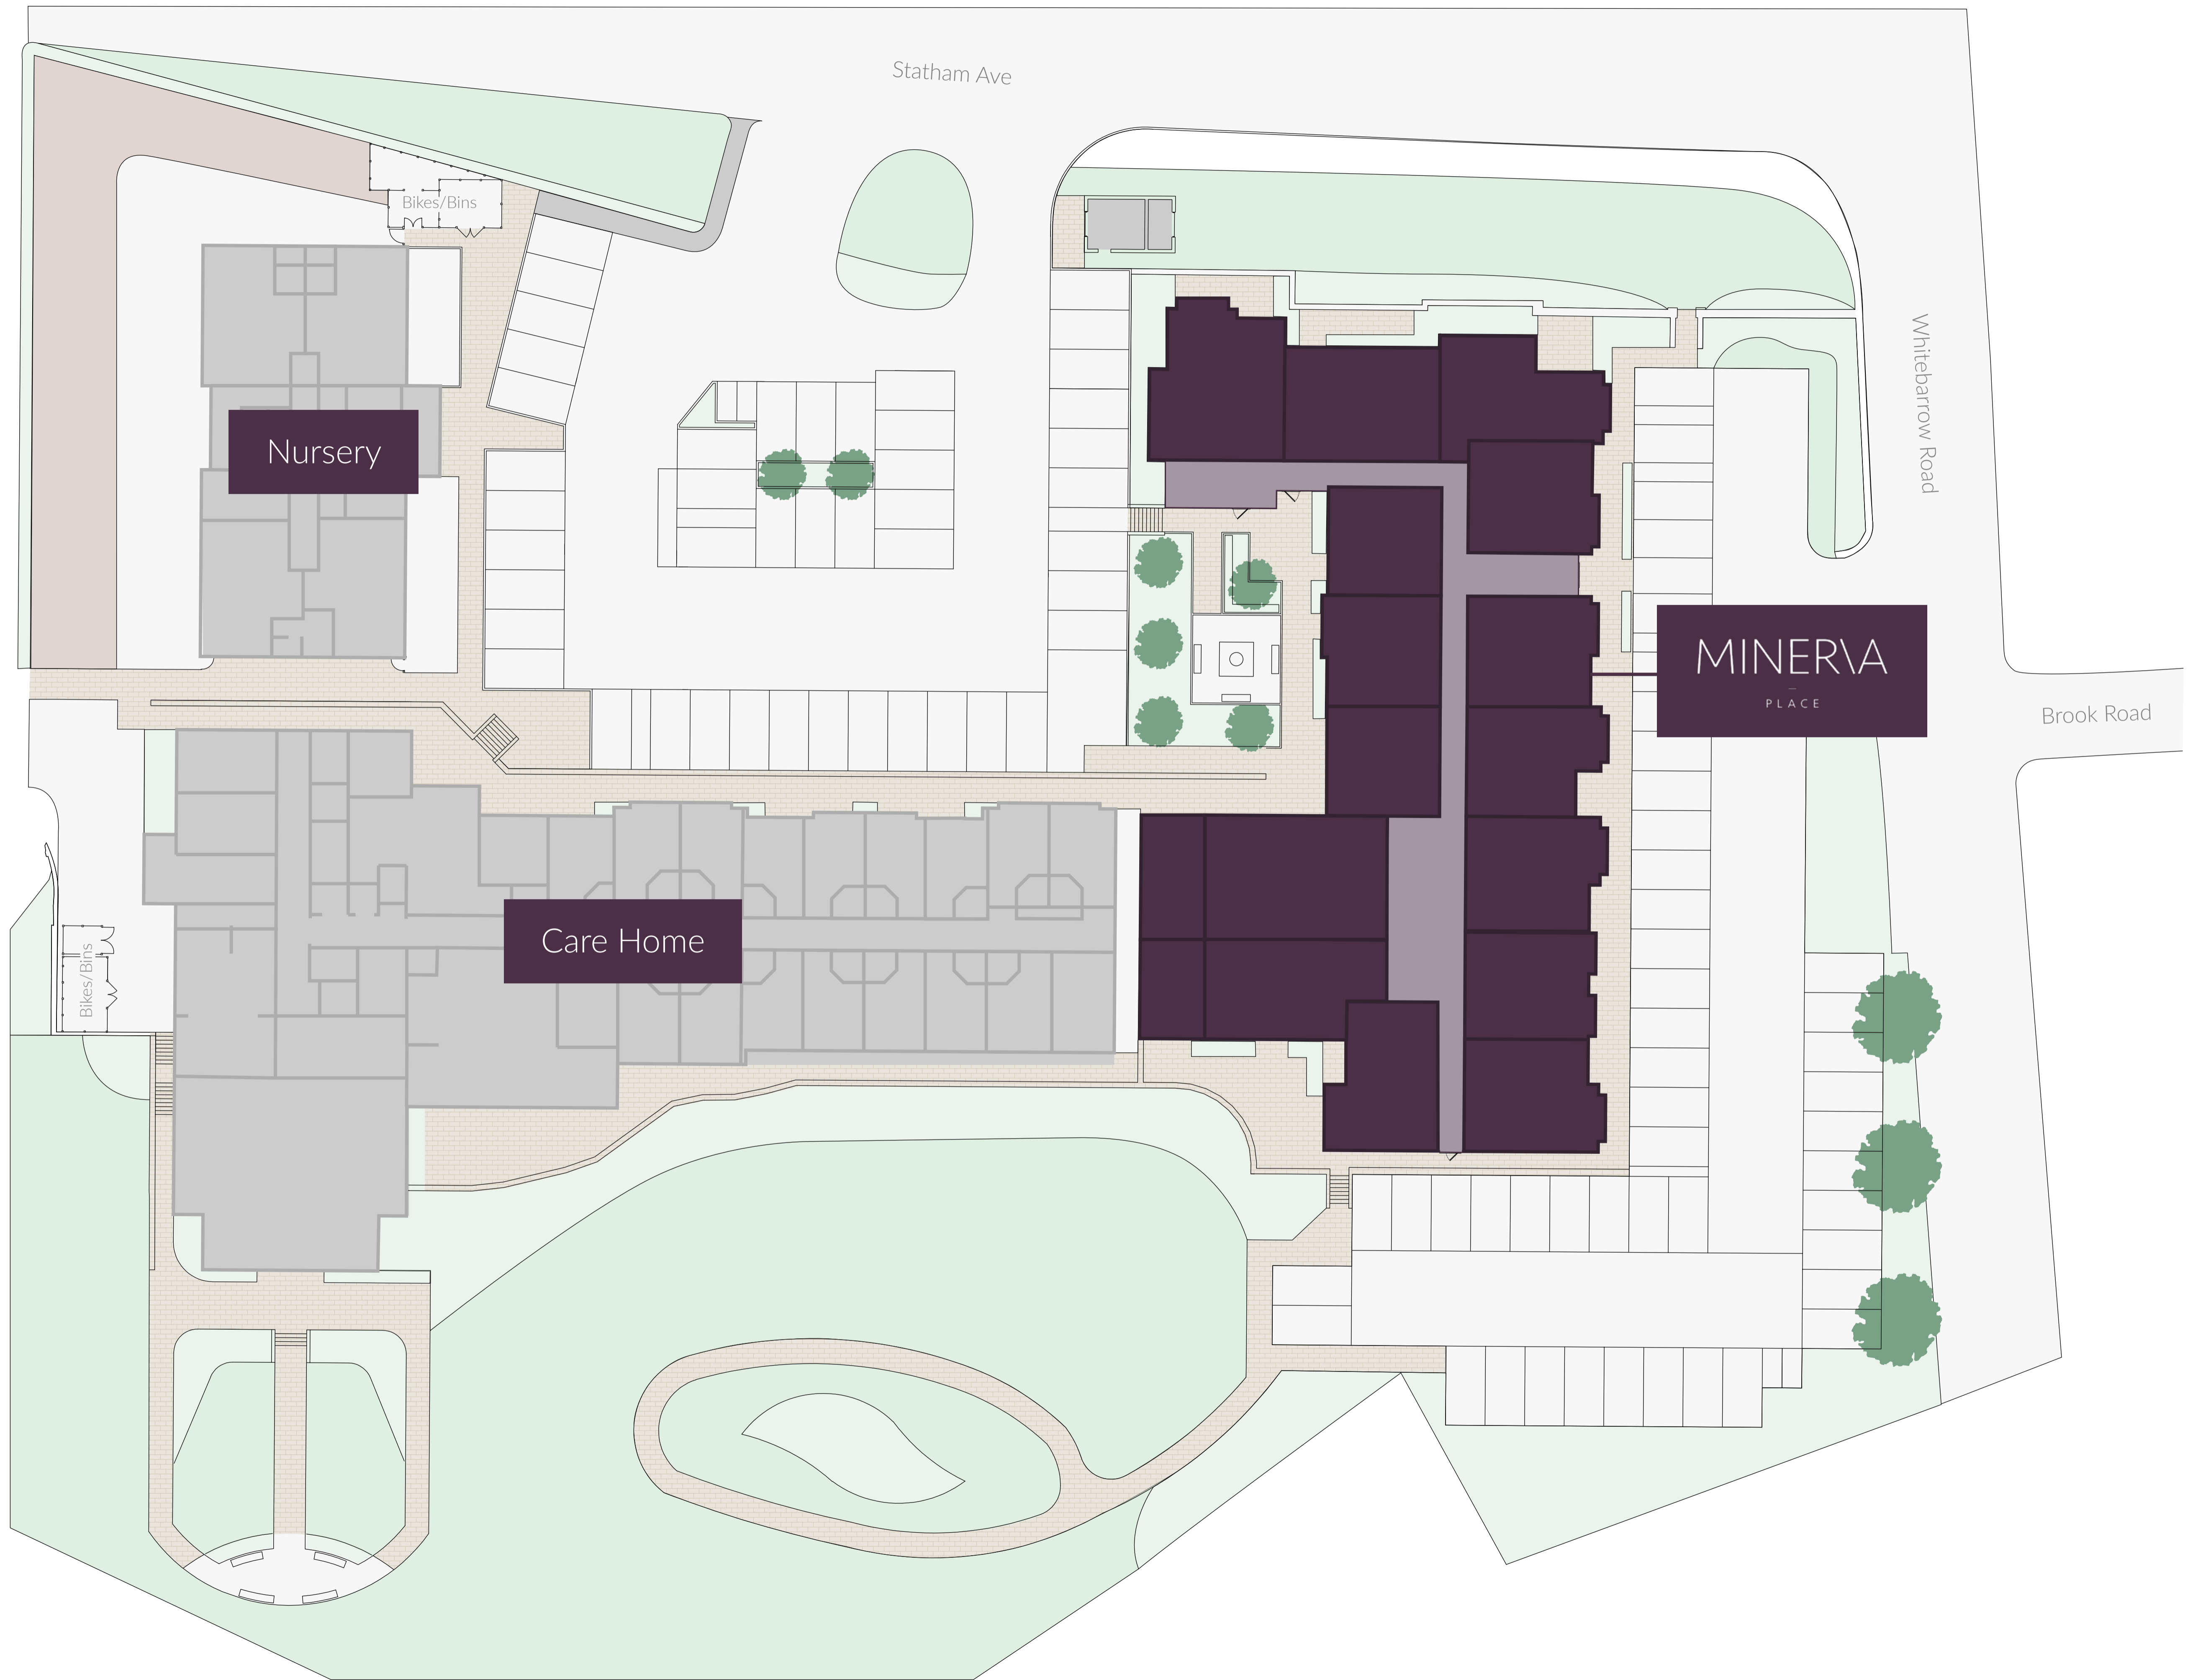 Statham Ave
Bikes/Bins
Whitebarrow Road
Nursery
MINERVA
PLACE
Brook Road
Care Home
Bikes/Bins